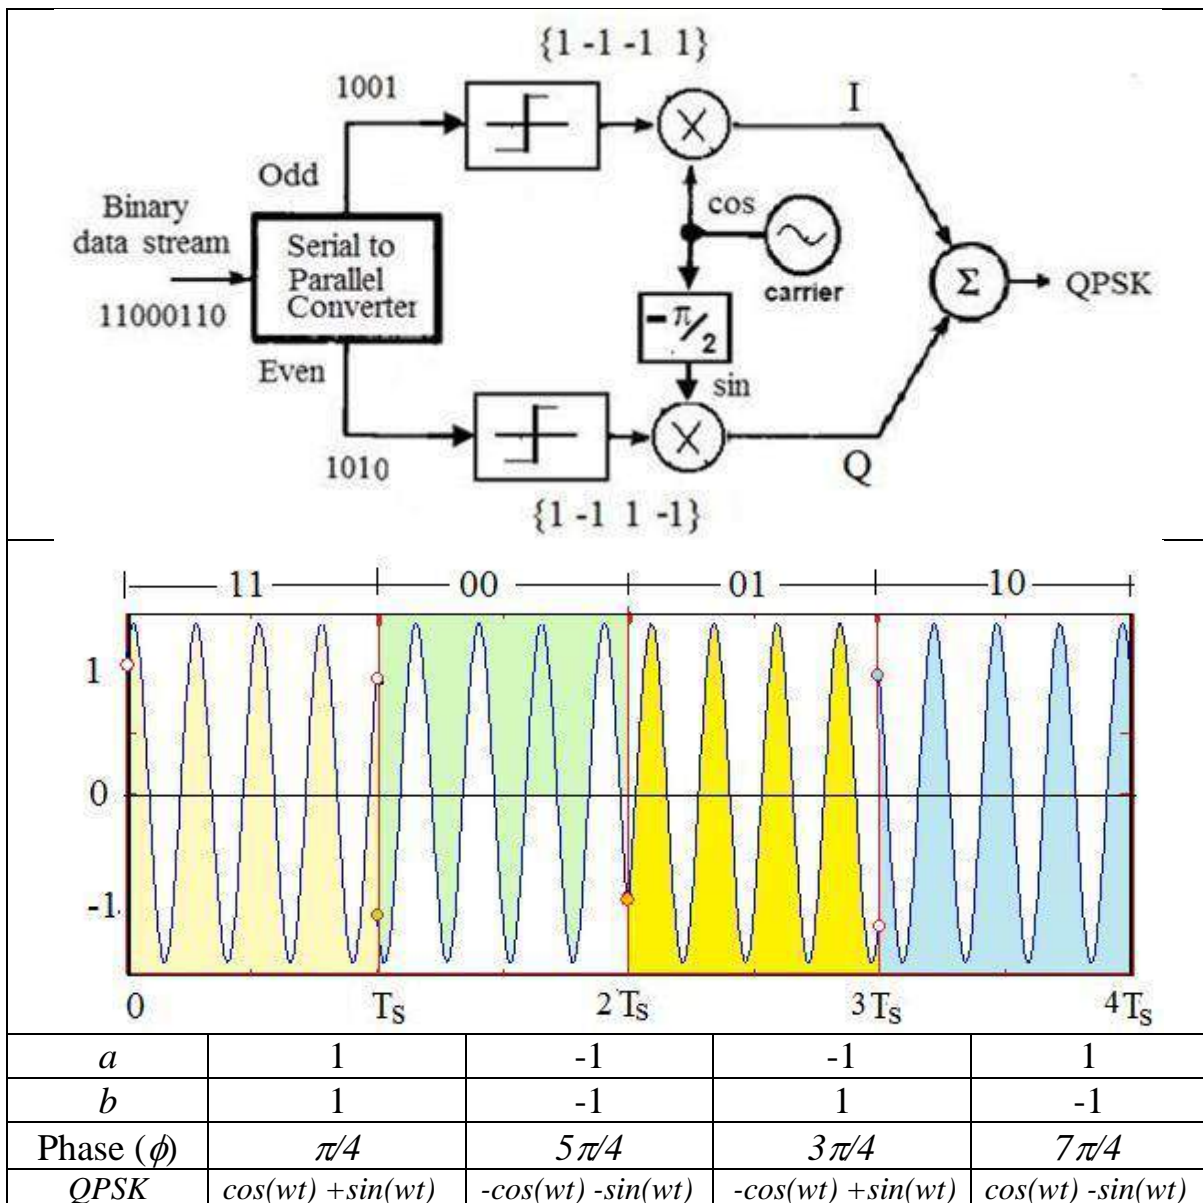 {1 -1 -1 1}
1001
I
Odd
cos
Binary
data stream
Serial to
Parallel
Converter
carrier
Σ
QPSK
11000110
- π/2
Even
sin
1010
Q
{1 -1 1 -1}
11 00 01 10
1
0
-1
0 Ts 2 Ts 3Ts 4Ts
a 1 -1 -1 1
b 1 -1 1 -1
Phase (ϕ) π/4 5π/4 3π/4 7π/4
QPSK cos(wt) +sin(wt) -cos(wt) -sin(wt) -cos(wt) +sin(wt) cos(wt) -sin(wt)